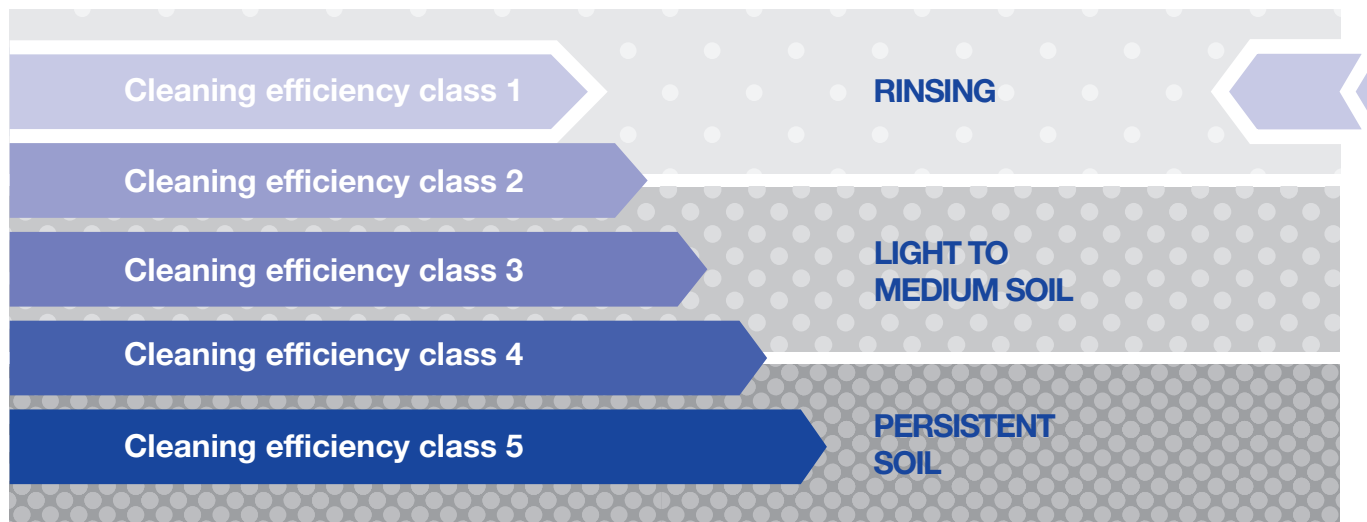 Cleaning efficiency class 1
RINSING
Cleaning efficiency class 2
Cleaning efficiency class 3
LIGHT TO
MEDIUM SOIL
Cleaning efficiency class 4
Cleaning efficiency class 5
PERSISTENT
SOIL